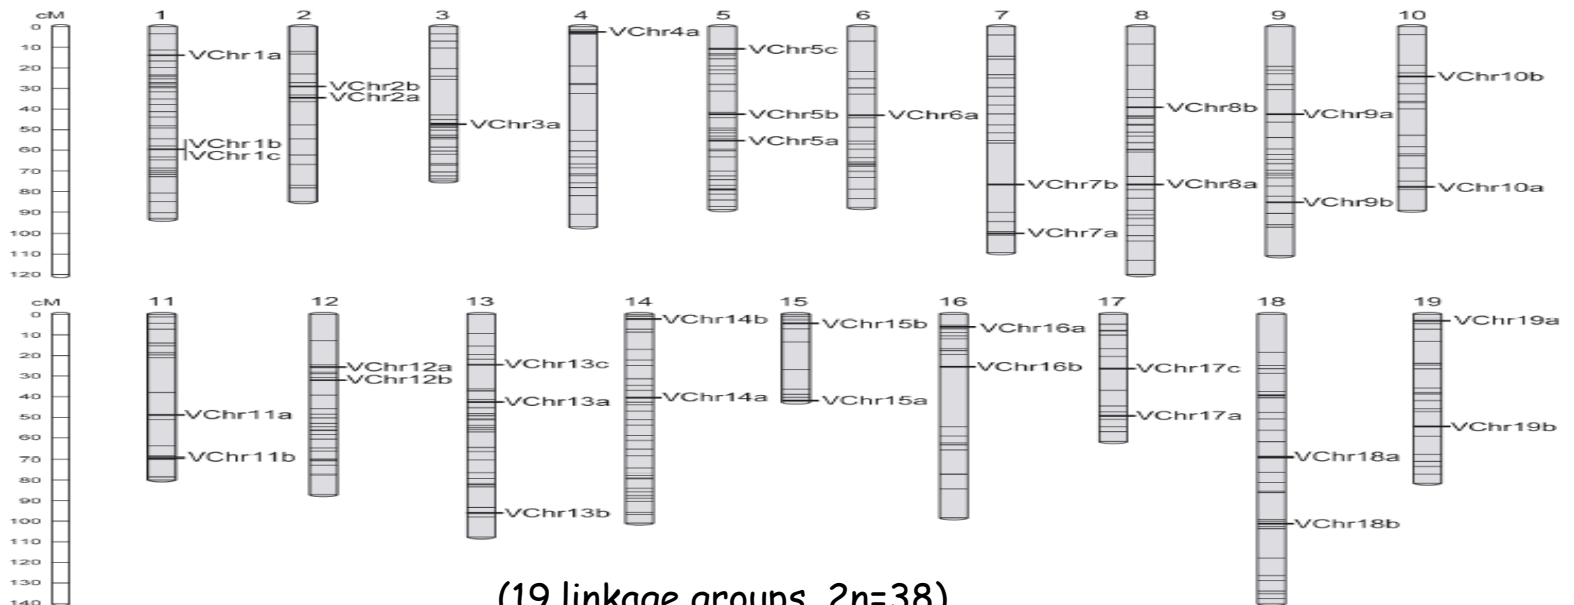 cM 1 2 3 4 5 6 7 8 9 10
0
10
20
30
40
50
60
70
80
90
100
110
120
VChr1a
VChr1b
VChr1c
VChr2b
VChr2a
VChr3a
VChr4a
VChr5c
VChr5b
VChr5a
VChr6a
VChr7b
VChr7a
VChr8b
VChr8a
VChr9a
VChr9b
VChr10b
VChr10a
cM 11 12 13 14 15 16 17 18 19
0
10
20
30
40
50
60
70
80
90
100
110
120
130
140
VChr11a
VChr11b
VChr12a
VChr12b
VChr13c
VChr13a
VChr13b
VChr14b
VChr14a
VChr15b
VChr15a
VChr16a
VChr16b
VChr17c
VChr17a
VChr18a
VChr18b
VChr19a
VChr19b
(19 linkage groups, 2n=38)